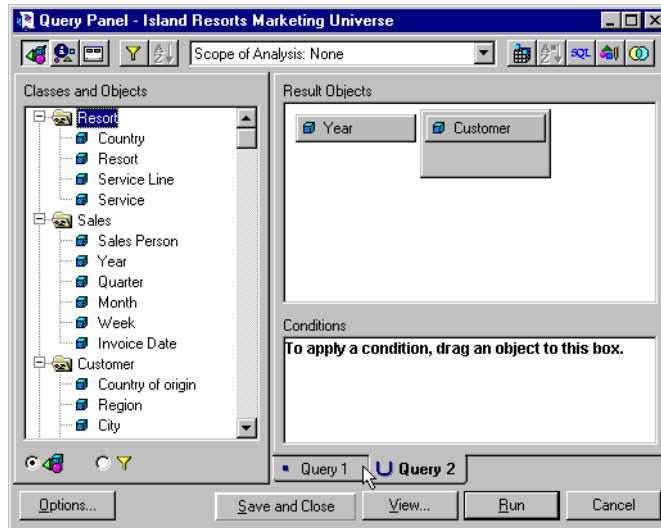 Query Panel - Island Resorts Marketing Universe
Scope of Analysis: None
SQL
Classes and Objects
Resort
Country
Resort
Service Line
Service
Sales
Sales Person
Year
Quarter
Month
Week
Invoice Date
Customer
Country of origin
Region
City
Result Objects
Year
Customer
Conditions
To apply a condition, drag an object to this box.
Query 1
Query 2
Options...
Save and Close
View...
Run
Cancel